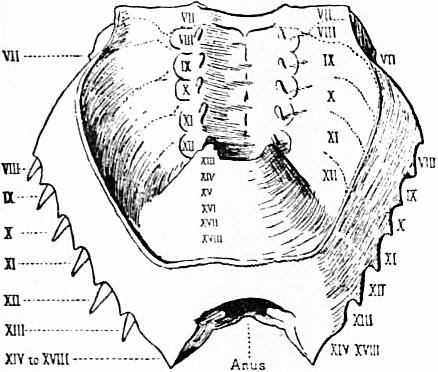 VII VII
VIII VIII
VII IX IX VII
X X
XI XI
XII XII
XIII
XIV
XV
XVI
XVII
XVIII
VIII VIII
IX IX
X X
XI XI
XII XII
XIII XIII
XIV to XVIII XIV XVIII
Anus